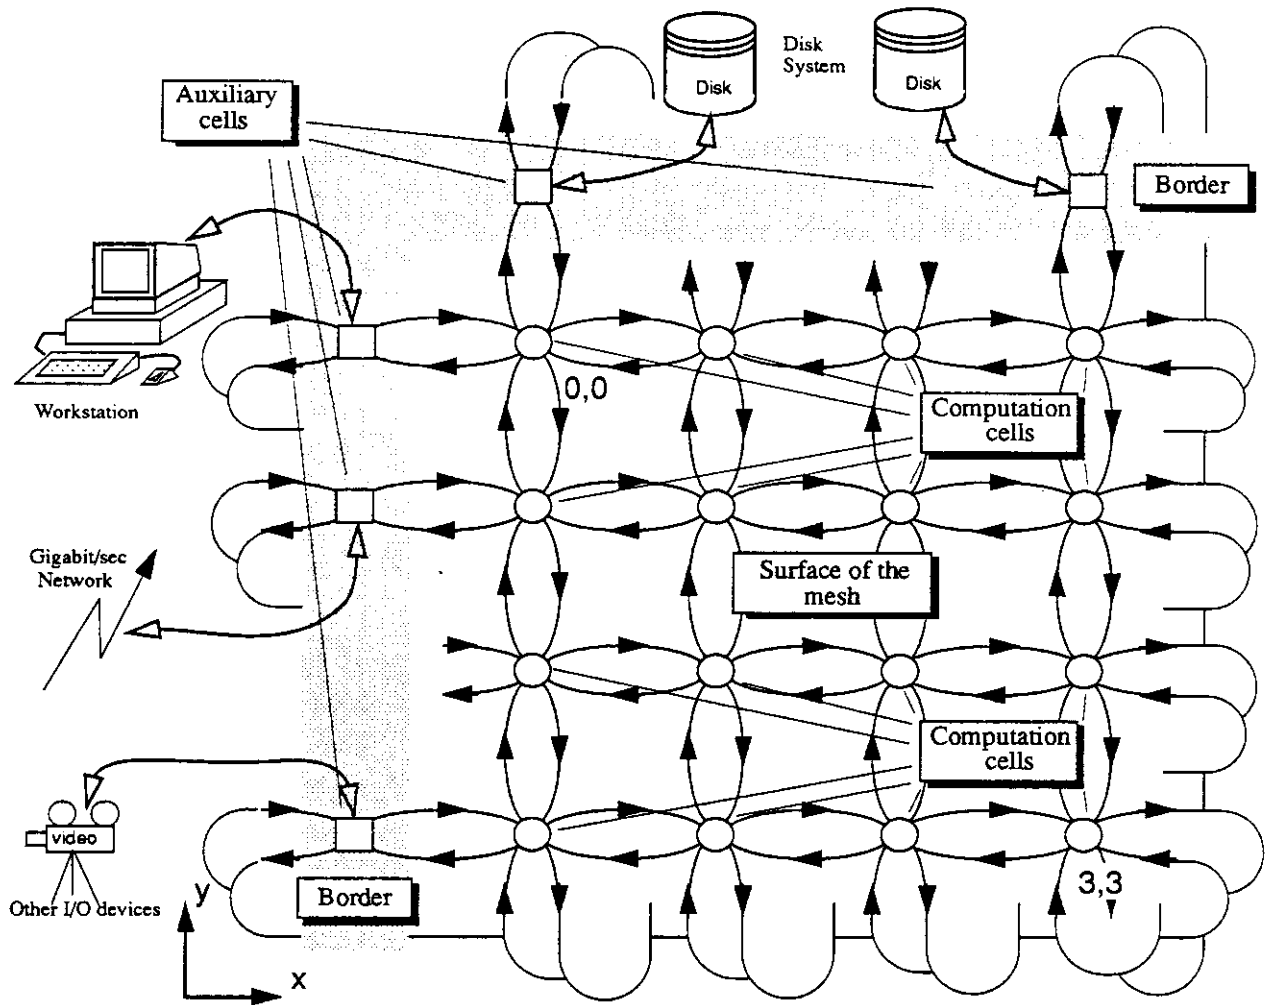 Disk
System
Disk
Disk
Auxiliary
cells
Border
Workstation
0,0
Computation
cells
Gigabit/sec
Network
Surface of the
mesh
Computation
cells
video
Other I/O devices
Border
3,3
y
x